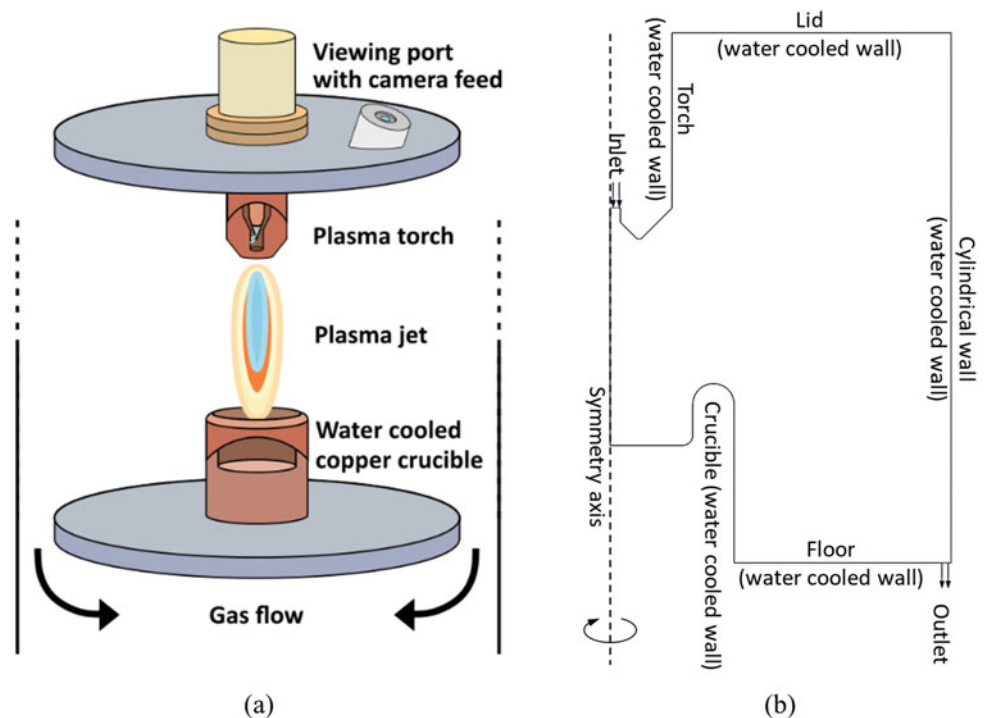 Viewing port
with camera feed
Plasma torch
Plasma jet
Water cooled
copper crucible
Gas flow
(a)
Lid
(water cooled wall)
Torch
(water cooled wall)
Inlet
Cylindrical wall
(water cooled wall)
Symmetry axis
Crucible (water cooled wall)
Floor
(water cooled wall)
Outlet
(b)